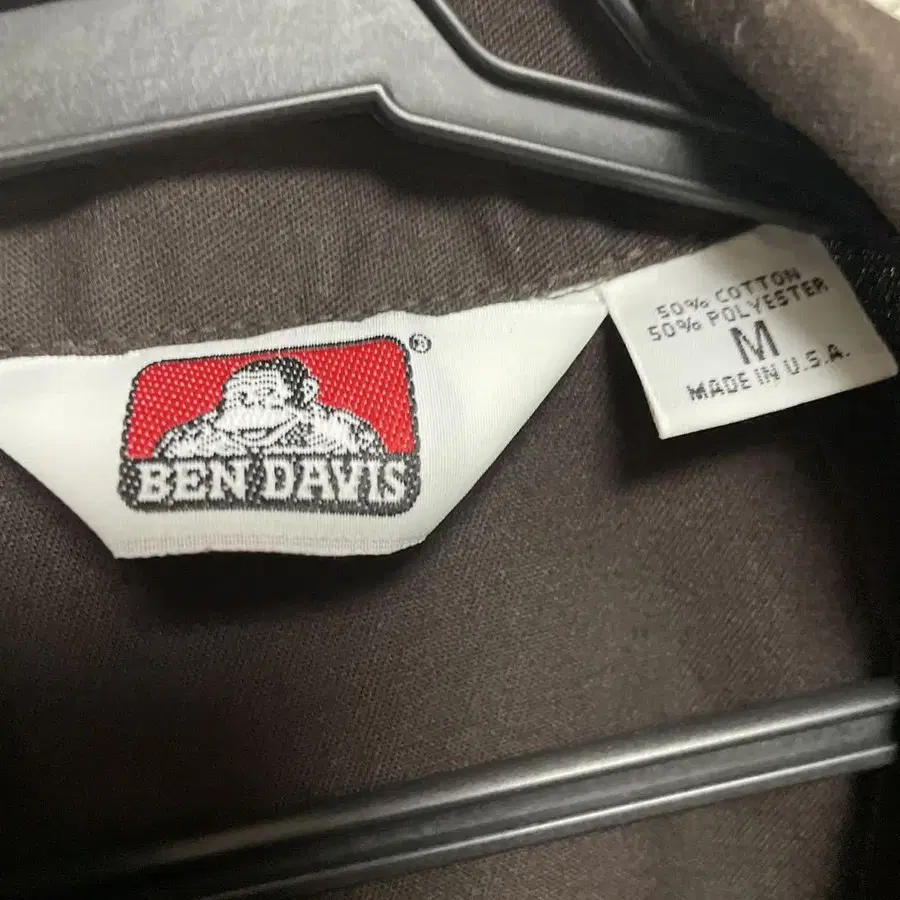 BEN DAVIS
®
50% COTTON
50% POLYESTER
M
MADE IN U.S.A.